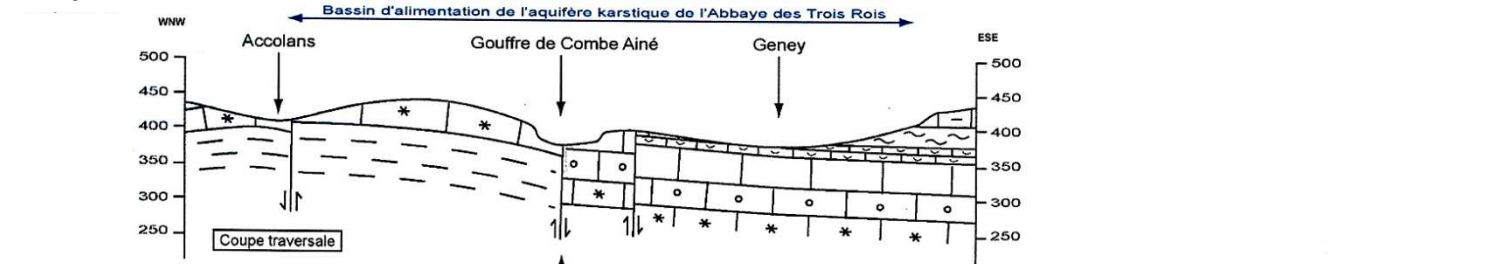 Bassin d'alimentation de l'aquifère karstique de l'Abbaye des Trois Rois
WNW
ESE
Accolans
Gouffre de Combe Ainé
Geney
500
450
400
350
300
250
500
450
400
350
300
250
Coupe traversale